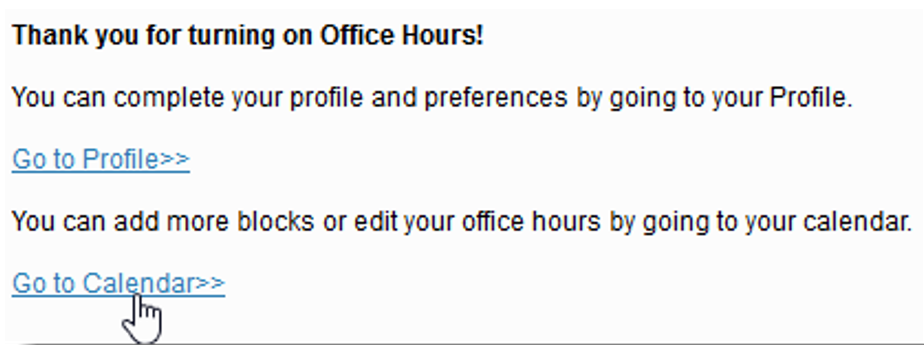 Thank you for turning on Office Hours!
You can complete your profile and preferences by going to your Profile.
Go to Profile>>
You can add more blocks or edit your office hours by going to your calendar.
Go to Calendar>>